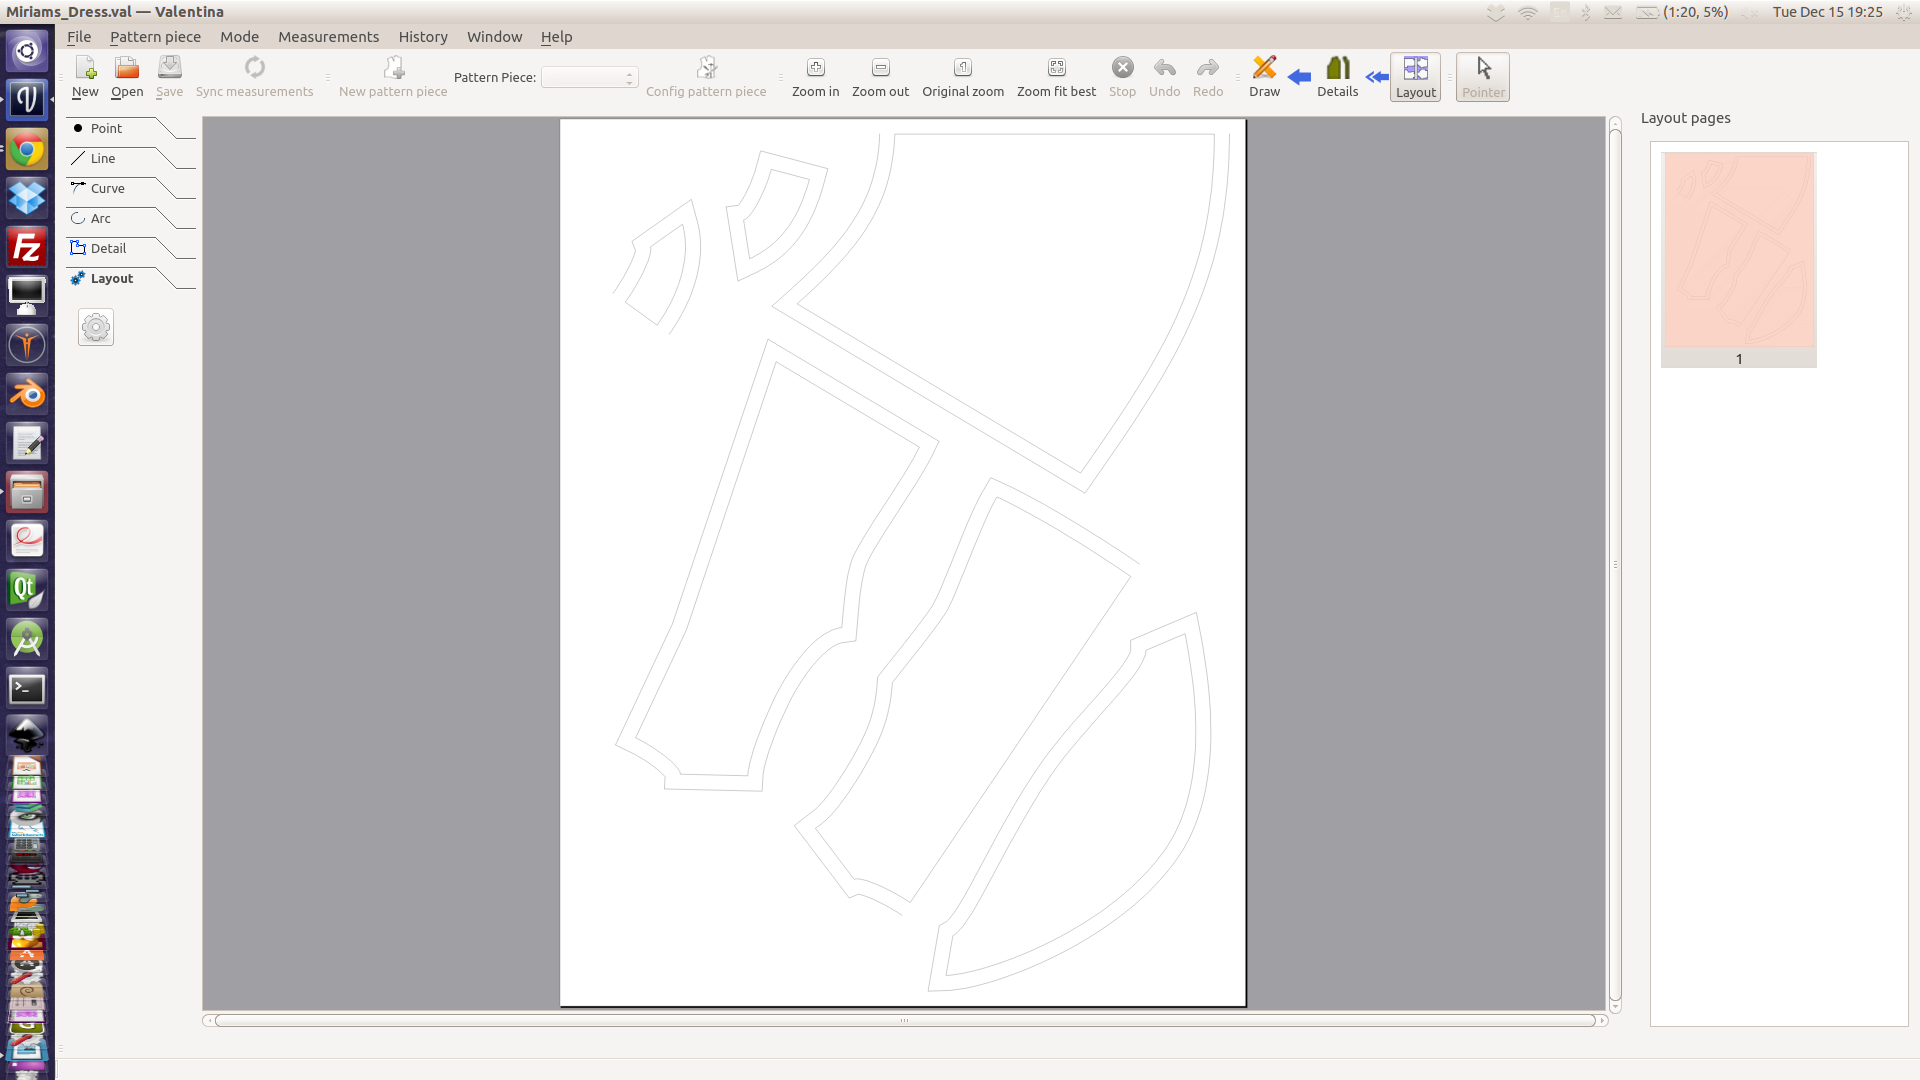 Miriams_Dress.val — Valentina
(1:20, 5%) Tue Dec 15 19:25
File Pattern piece Mode Measurements History Window Help
New Open Save Sync measurements New pattern piece Pattern Piece: Config pattern piece Zoom in Zoom out Original zoom Zoom fit best Stop Undo Redo Draw Details Layout Pointer
Layout pages
Point
Line
Curve
Arc
Detail
Layout
1